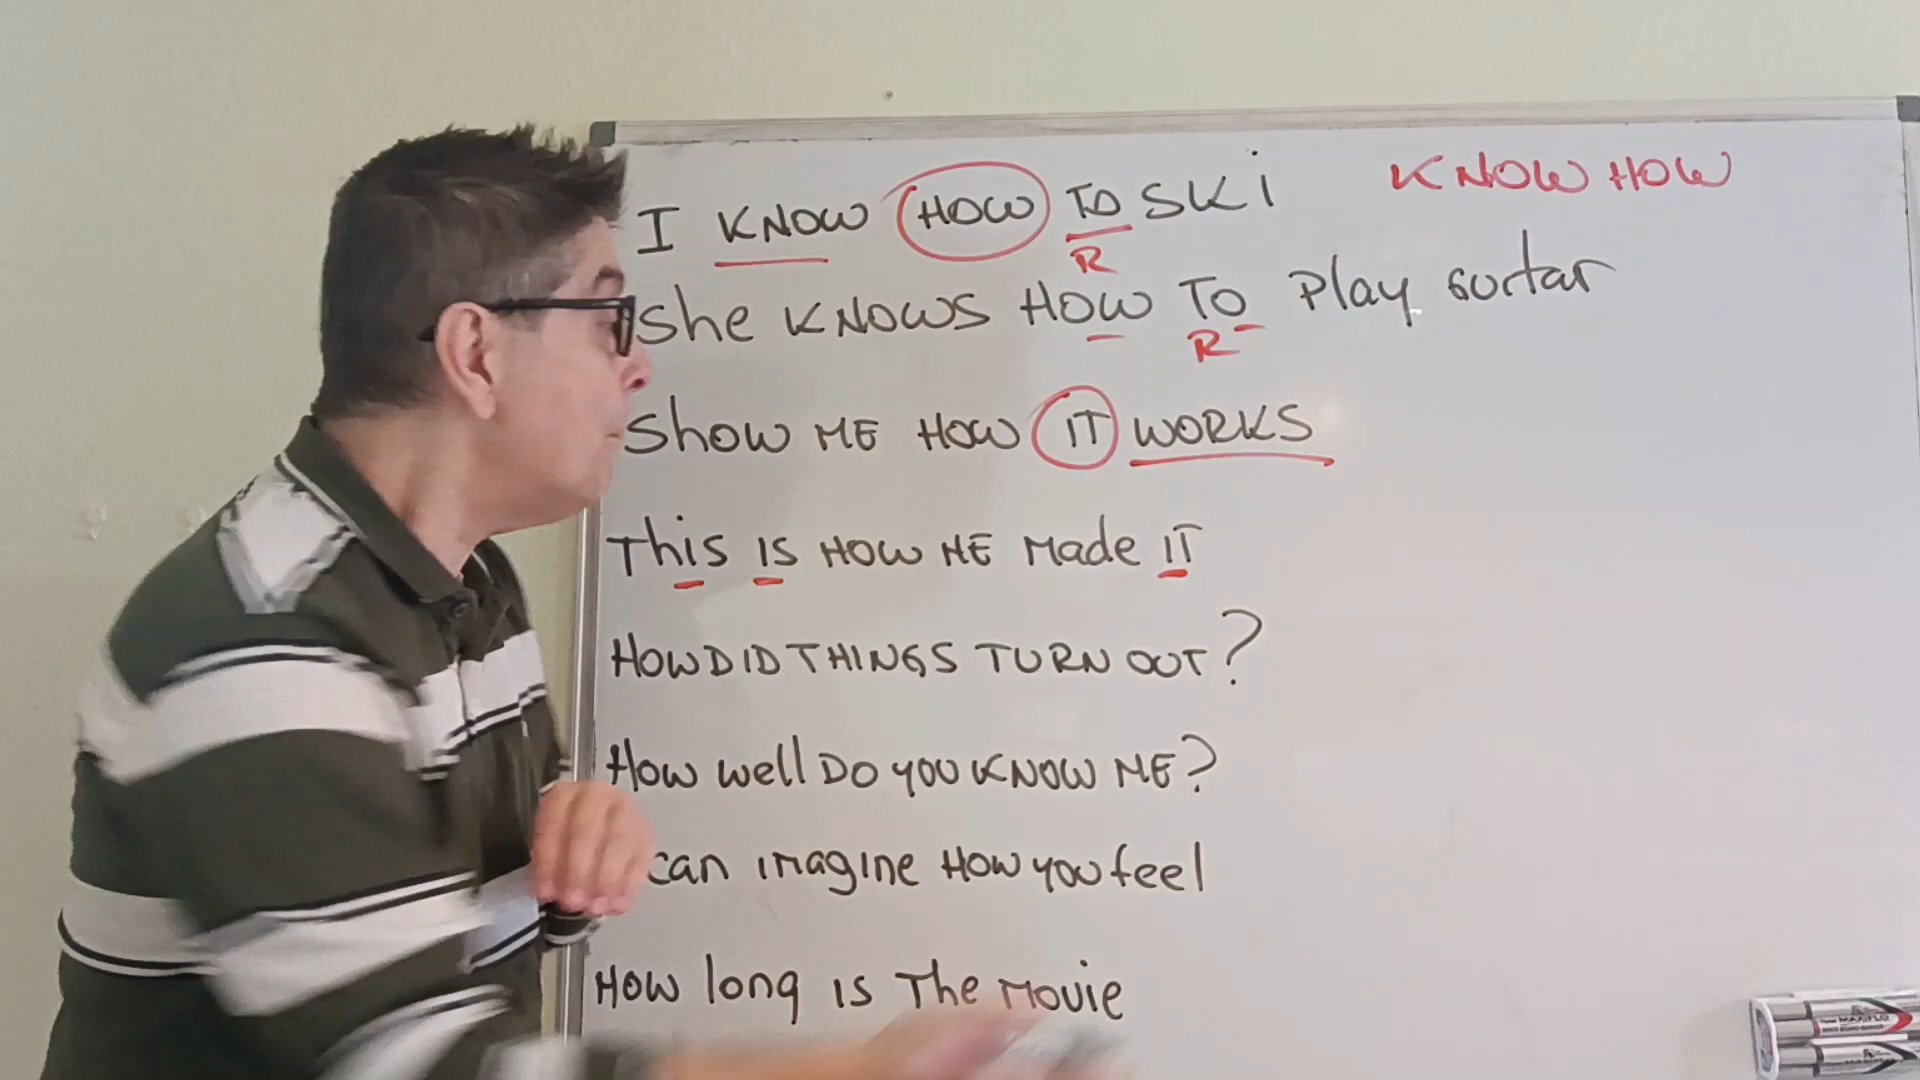 I KNOW HOW TO SKi KNOW HOW
R
She KNOWS HOW TO Play Guitar
R
Show ME HOW IT WORKS
This IS HOW HE Made IT
HOW DID THINGS TURN OUT?
How well DO YOU KNOW ME?
can imagine HOW you feel
HOW long is The Movie